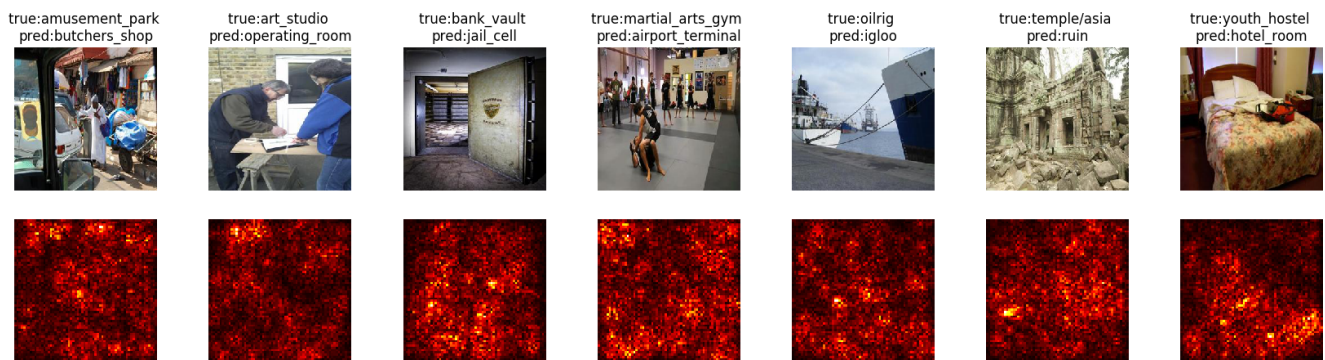 true:amusement_park
pred:butchers_shop
true:art_studio
pred:operating_room
true:bank_vault
pred:jail_cell
true:martial_arts_gym
pred:airport_terminal
true:oilrig
pred:igloo
true:temple/asia
pred:ruin
true:youth_hostel
pred:hotel_room